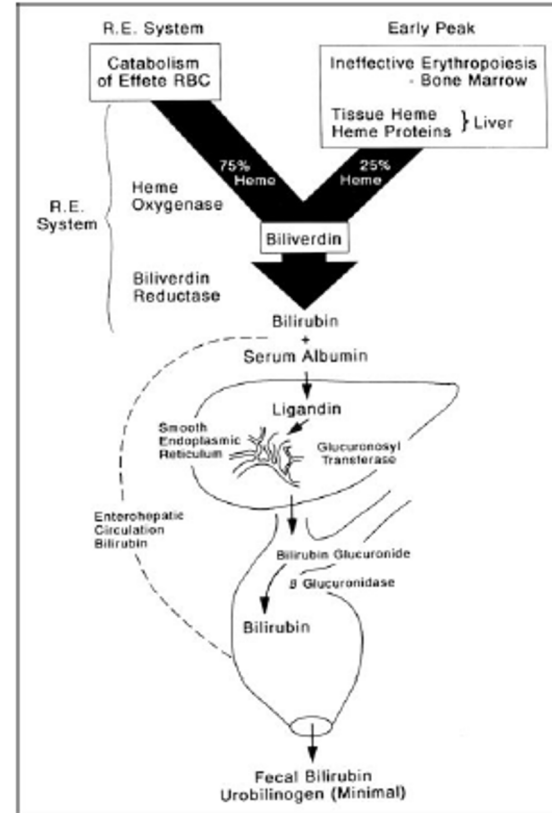 R.E. System
Early Peak
Catabolism
of Effete RBC
Ineffective Erythropoiesis
- Bone Marrow
Tissue Heme
Heme Proteins } Liver
75%
Heme
25%
Heme
Heme
Oxygenase
R.E.
System
Biliverdin
Biliverdin
Reductase
Bilirubin
+
Serum Albumin
Ligandin
Smooth
Endoplasmic
Reticulum
Glucuronosyl
Transferase
Enterohepatic
Circulation
Bilirubin
Bilirubin Glucuronide
β Glucuronidase
Bilirubin
Fecal Bilirubin
Urobilinogen (Minimal)